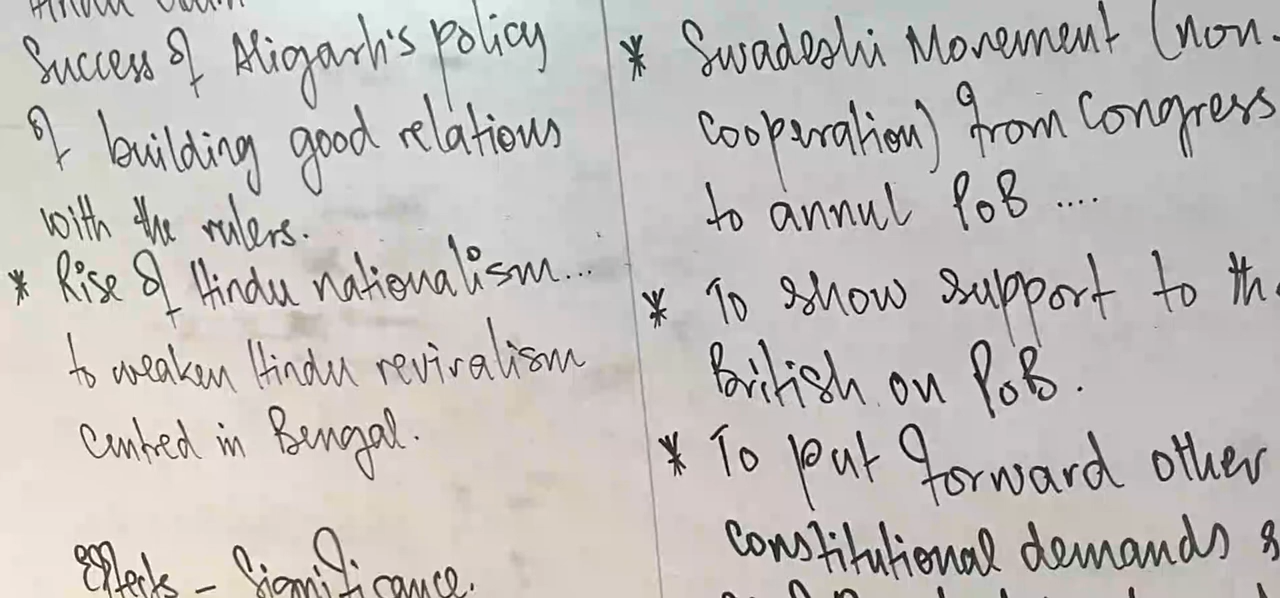 Success of Aligarh's policy
of building good relations
with the rulers.
* Rise of Hindu nationalism...
to weaken Hindu revivalism
centred in Bengal.
Effects - Significance.
* Swadeshi Movement (non-
cooperation) from Congress
to annul PoB ....
* To show support to the
British on PoB.
* To put forward other
constitutional demands &